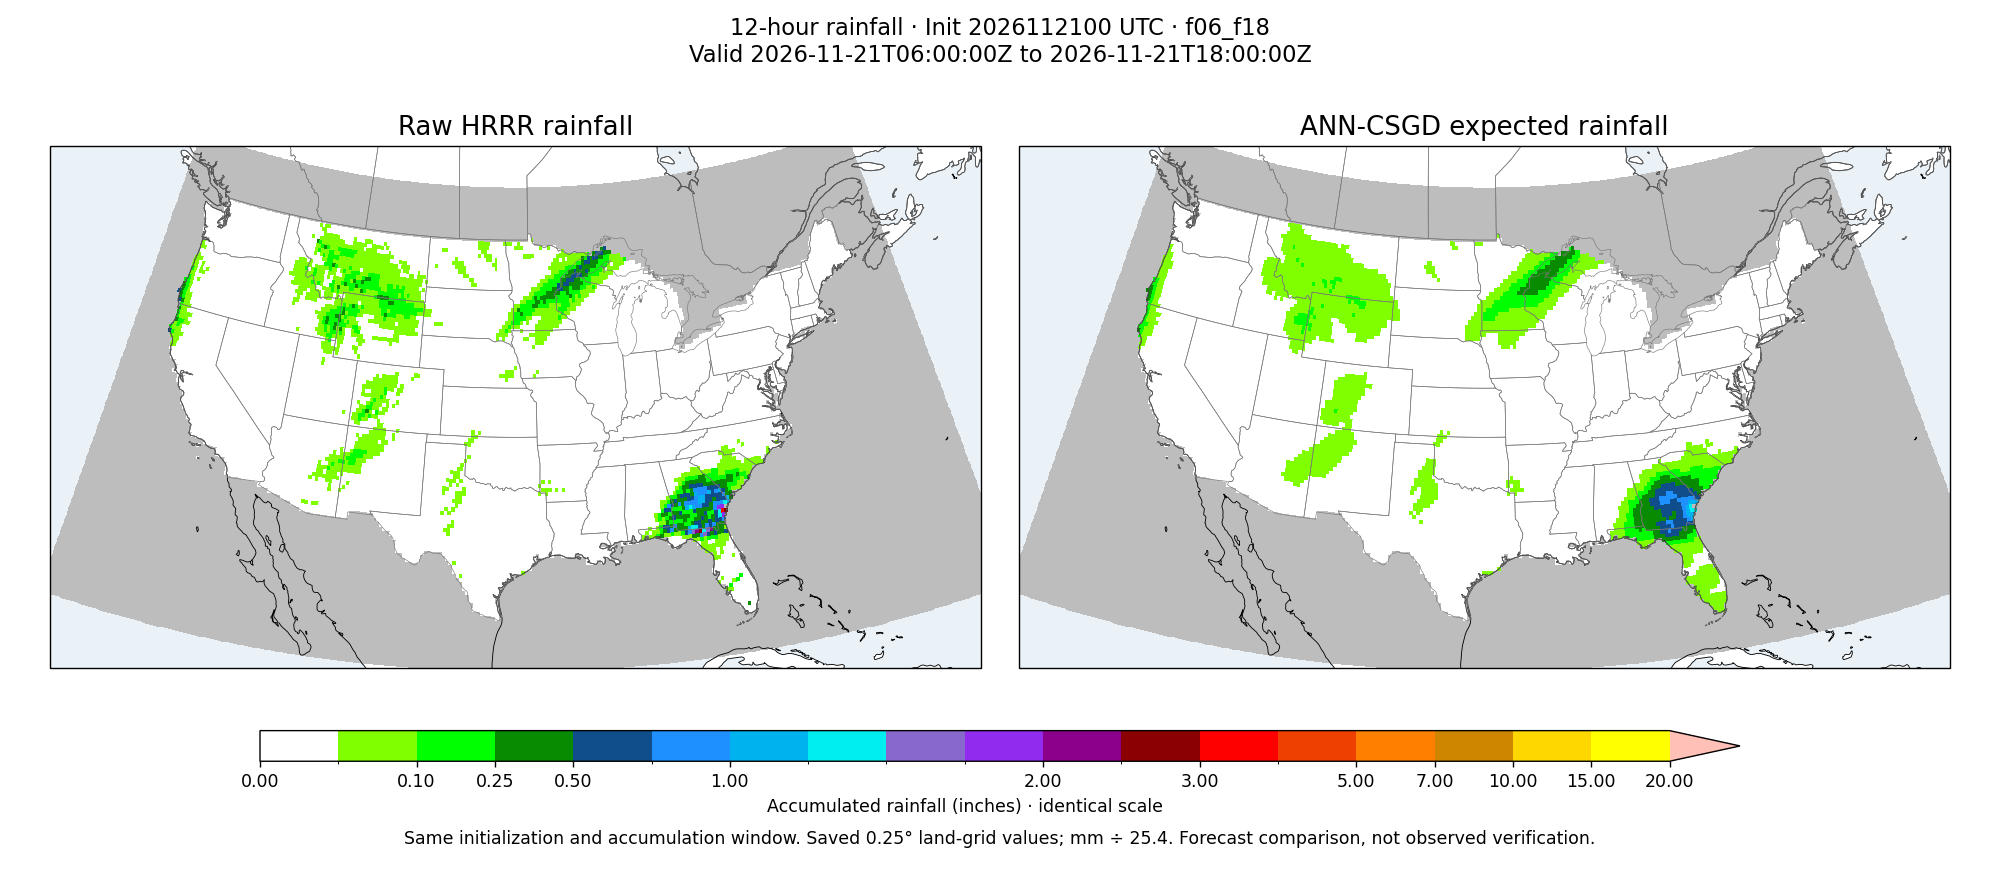 12-hour rainfall · Init 2026112100 UTC · f06_f18
Valid 2026-11-21T06:00:00Z to 2026-11-21T18:00:00Z
Raw HRRR rainfall
ANN-CSGD expected rainfall
0.00 0.10 0.25 0.50 1.00 2.00 3.00 5.00 7.00 10.00 15.00 20.00
Accumulated rainfall (inches) · identical scale
Same initialization and accumulation window. Saved 0.25° land-grid values; mm ÷ 25.4. Forecast comparison, not observed verification.